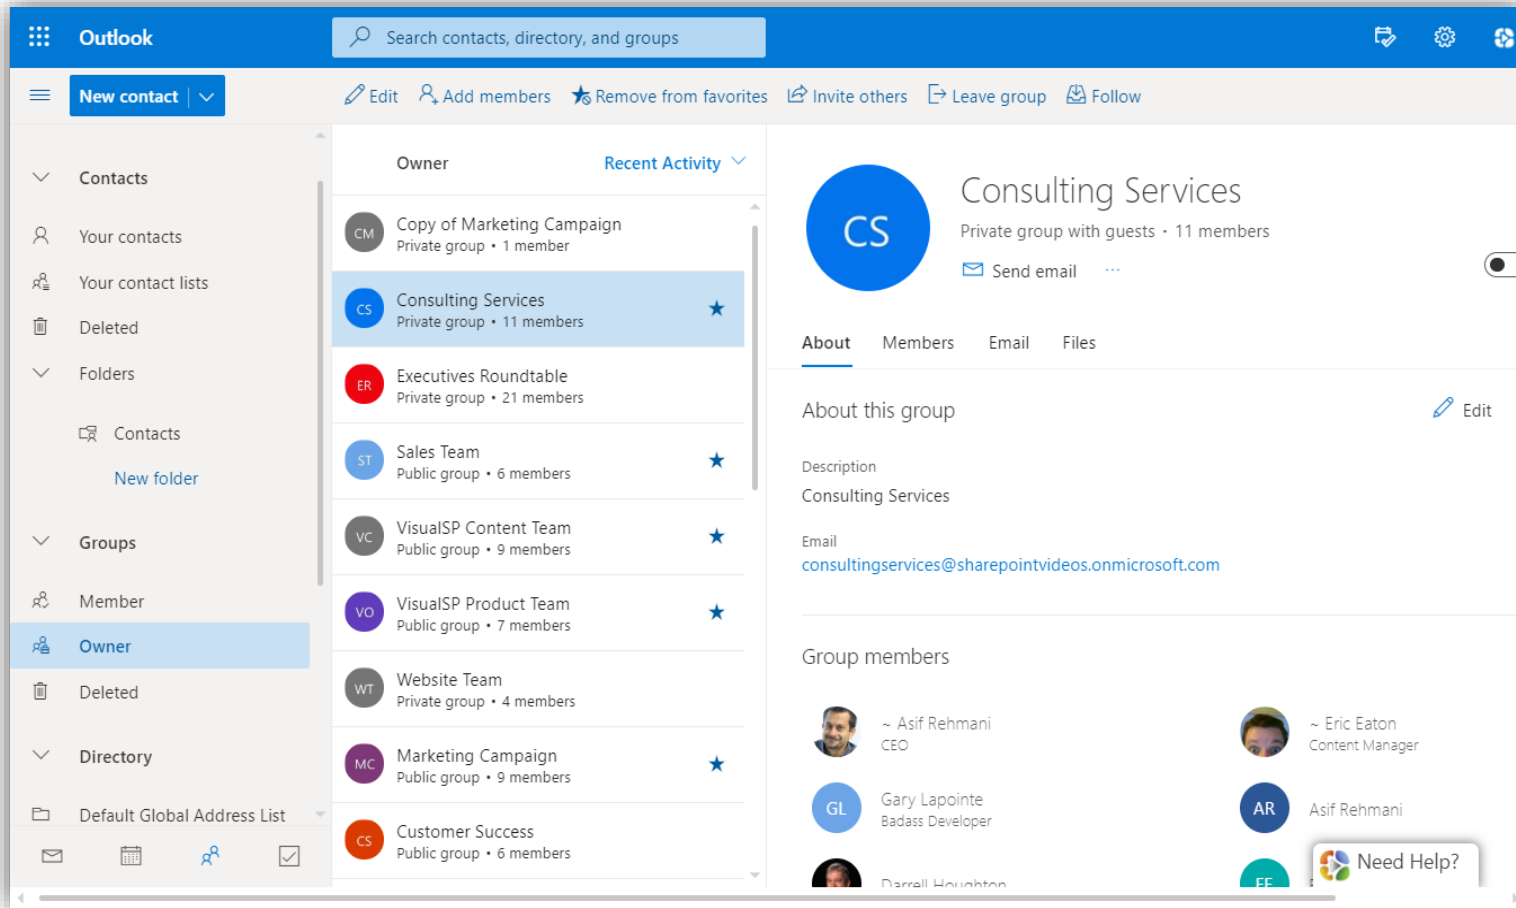 Outlook
Search contacts, directory, and groups
New contact
Edit
Add members
Remove from favorites
Invite others
Leave group
Follow
Contacts
Your contacts
Your contact lists
Deleted
Folders
Contacts
New folder
Groups
Member
Owner
Deleted
Directory
Default Global Address List
Owner
Recent Activity
CM
Copy of Marketing Campaign
Private group • 1 member
CS
Consulting Services
Private group • 11 members
ER
Executives Roundtable
Private group • 21 members
ST
Sales Team
Public group • 6 members
VC
VisualSP Content Team
Public group • 9 members
VO
VisualSP Product Team
Public group • 7 members
WT
Website Team
Private group • 4 members
MC
Marketing Campaign
Public group • 9 members
CS
Customer Success
Public group • 6 members
CS
Consulting Services
Private group with guests • 11 members
Send email
...
About
Members
Email
Files
About this group
Edit
Description
Consulting Services
Email
consultingservices@sharepointvideos.onmicrosoft.com
Group members
~ Asif Rehmani
CEO
~ Eric Eaton
Content Manager
GL
Gary Lapointe
Badass Developer
AR
Asif Rehmani
Darrell Houghton
EE
Need Help?